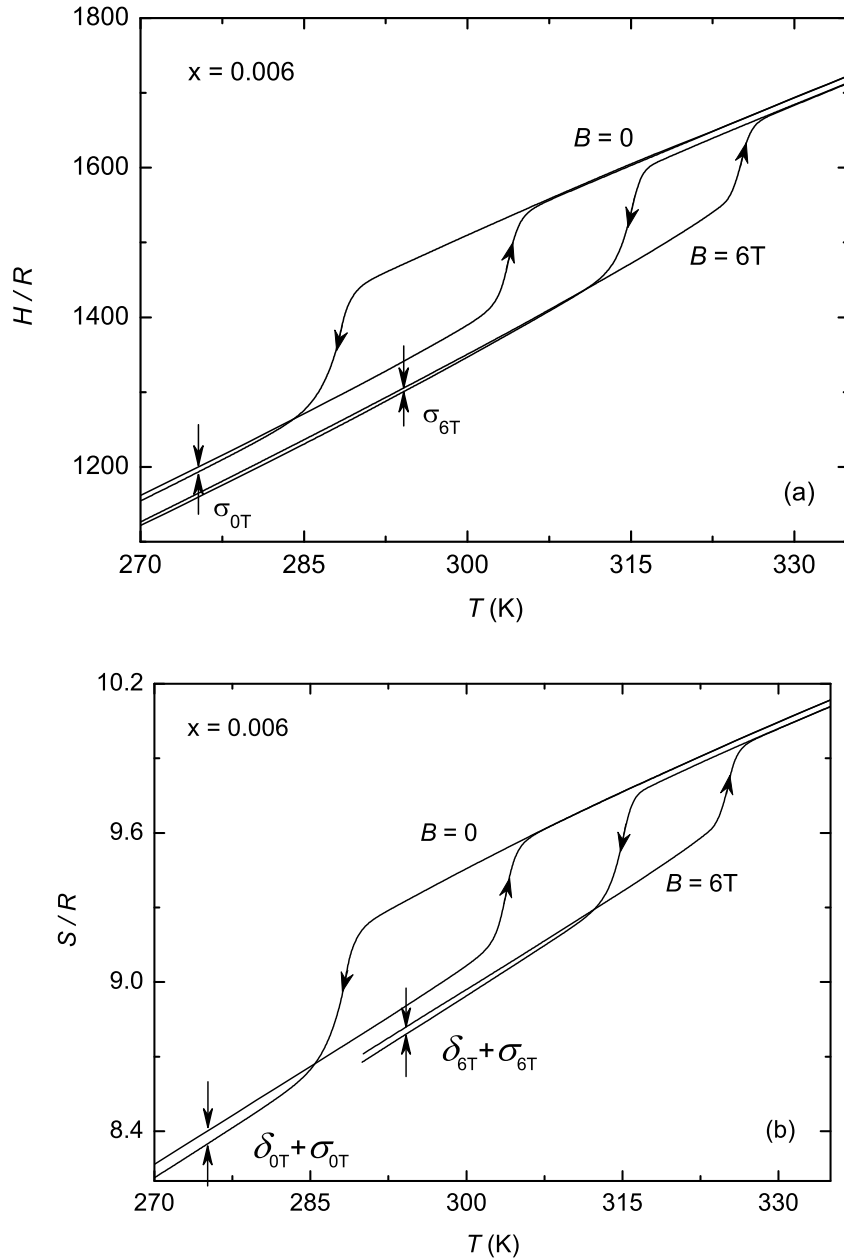 1800
x = 0.006
B = 0
1600
B = 6T
H / R
1400
σ6T
1200
σ0T
(a)
270 285 300 315 330
T (K)
10.2
x = 0.006
9.6
B = 0
B = 6T
S / R
9.0
δ6T+σ6T
8.4
δ0T+σ0T
(b)
270 285 300 315 330
T (K)